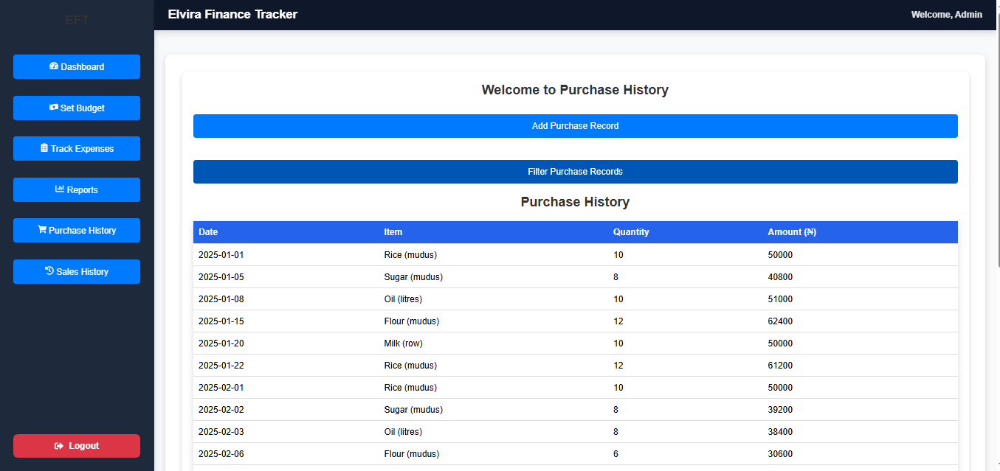 EFT
Dashboard
Set Budget
Track Expenses
Reports
Purchase History
Sales History
Logout
Elvira Finance Tracker
Welcome, Admin
Welcome to Purchase History
Add Purchase Record
Filter Purchase Records
Purchase History
Date Item Quantity Amount (₦)
2025-01-01 Rice (mudus) 10 50000
2025-01-05 Sugar (mudus) 8 40800
2025-01-08 Oil (litres) 10 51000
2025-01-15 Flour (mudus) 12 62400
2025-01-20 Milk (row) 10 50000
2025-01-22 Rice (mudus) 12 61200
2025-02-01 Rice (mudus) 10 50000
2025-02-02 Sugar (mudus) 8 39200
2025-02-03 Oil (litres) 8 38400
2025-02-06 Flour (mudus) 6 30600